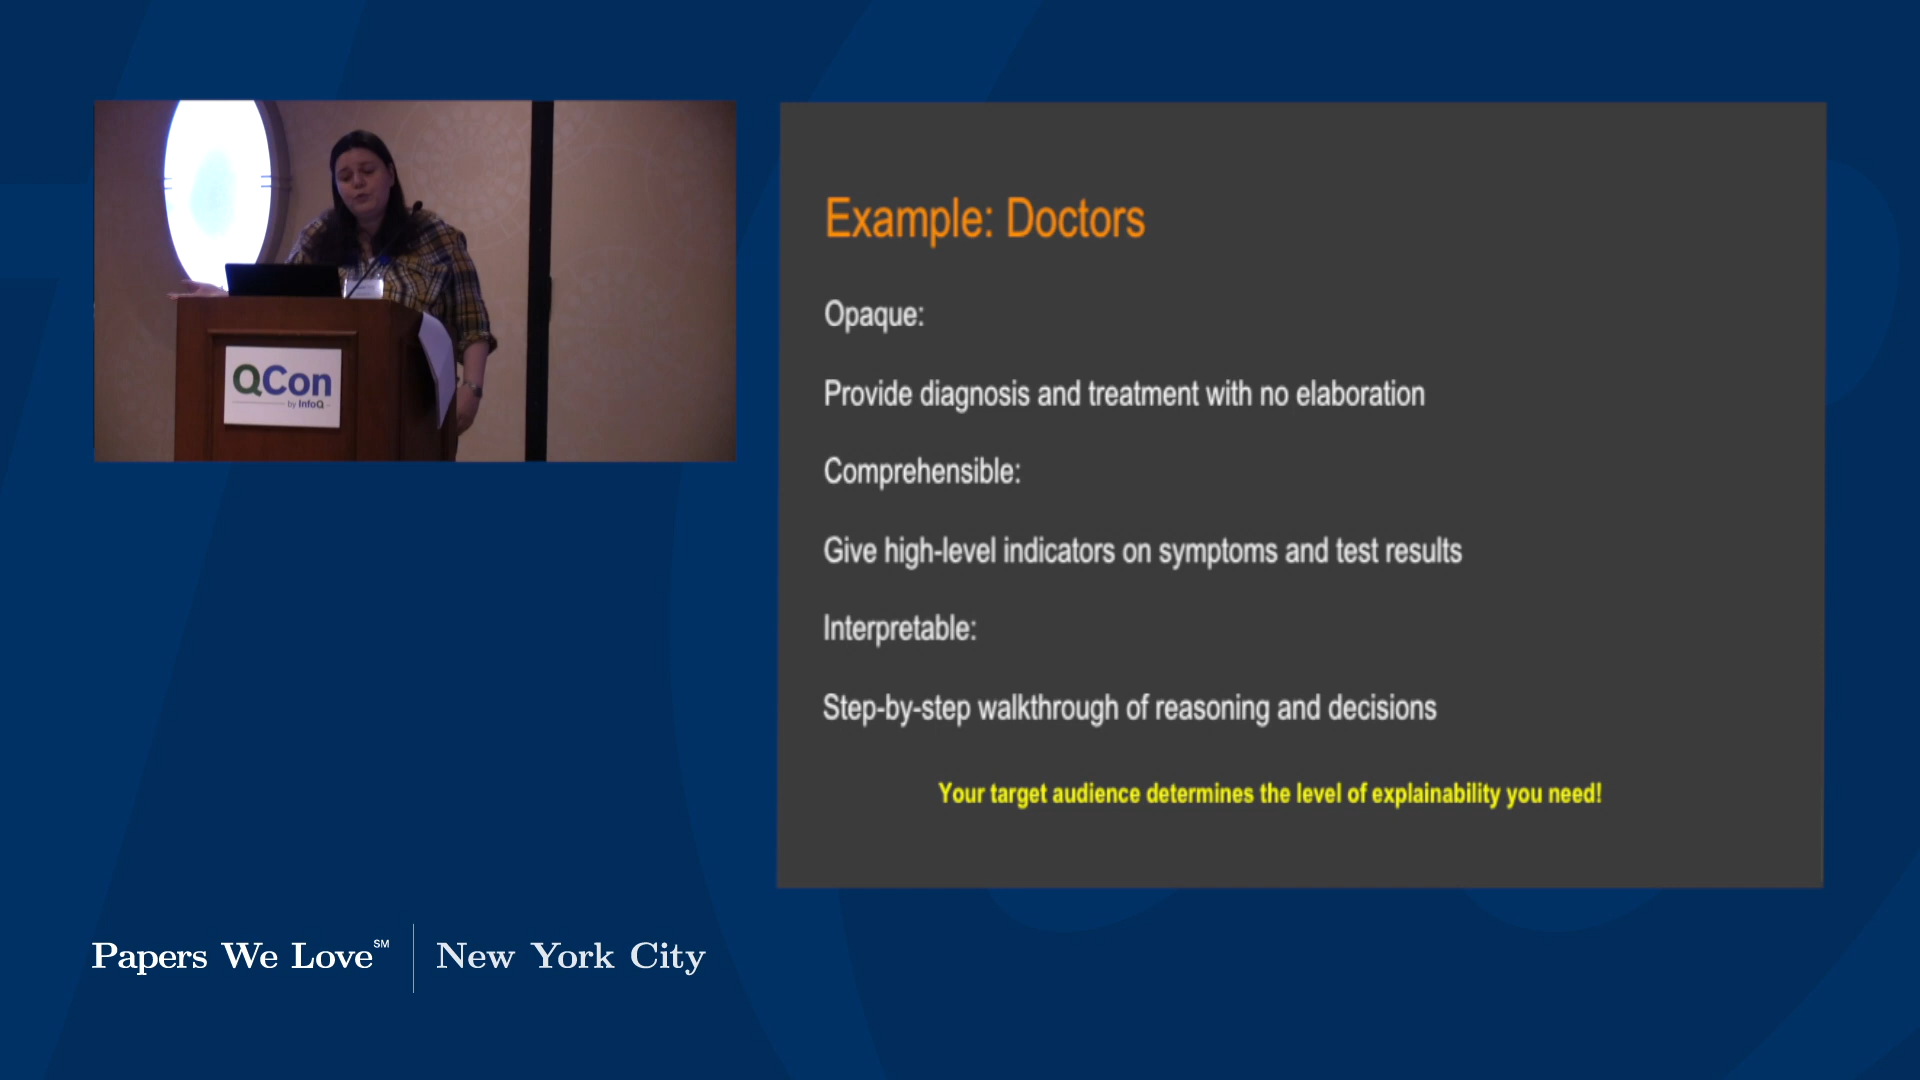 QCon
by InfoQ
Example: Doctors
Opaque:
Provide diagnosis and treatment with no elaboration
Comprehensible:
Give high-level indicators on symptoms and test results
Interpretable:
Step-by-step walkthrough of reasoning and decisions
Your target audience determines the level of explainability you need!
Papers We Love℠ | New York City